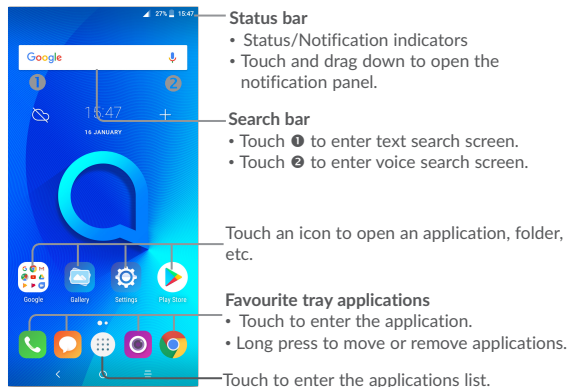 27% 15:47
Google
❶ ❷
15:47
16 JANUARY
Google Gallery Settings Play Store
Status bar
• Status/Notification indicators
• Touch and drag down to open the
notification panel.
Search bar
• Touch ❶ to enter text search screen.
• Touch ❷ to enter voice search screen.
Touch an icon to open an application, folder,
etc.
Favourite tray applications
• Touch to enter the application.
• Long press to move or remove applications.
Touch to enter the applications list.